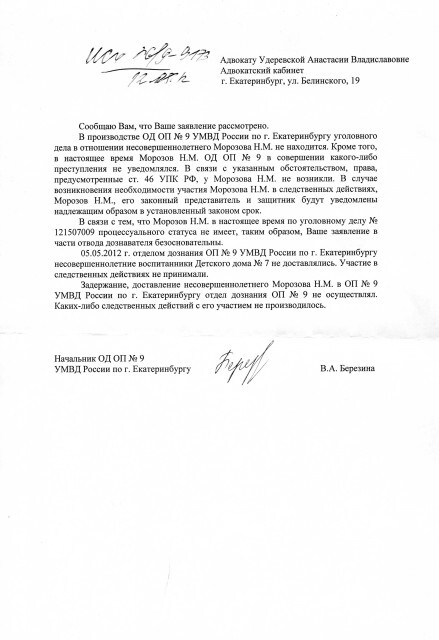 Адвокату Удеревской Анастасии Владиславовне
Адвокатский кабинет
г. Екатеринбург, ул. Белинского, 19
Сообщаю Вам, что Ваше заявление рассмотрено.
В производстве ОД ОП № 9 УМВД России по г. Екатеринбургу уголовного
дела в отношении несовершеннолетнего Морозова Н.М. не находится. Кроме того,
в настоящее время Морозов Н.М. ОД ОП № 9 в совершении какого-либо
преступления не уведомлялся. В связи с указанным обстоятельством, права,
предусмотренные ст. 46 УПК РФ, у Морозова Н.М. не возникли. В случае
возникновения необходимости участия Морозова Н.М. в следственных действиях,
Морозов Н.М., его законный представитель и защитник будут уведомлены
надлежащим образом в установленный законом срок.
В связи с тем, что Морозов Н.М. в настоящее время по уголовному делу №
121507009 процессуального статуса не имеет, таким образом, Ваше заявление в
части отвода дознавателя безосновательны.
05.05.2012 г. отделом дознания ОП № 9 УМВД России по г. Екатеринбургу
несовершеннолетние воспитанники Детского дома № 7 не доставлялись. Участие в
следственных действиях не принимали.
Задержание, доставление несовершеннолетнего Морозова Н.М. в ОП № 9
УМВД России по г. Екатеринбургу отдел дознания ОП № 9 не осуществлял.
Каких-либо следственных действий с его участием не производилось.
Начальник ОД ОП № 9
УМВД России по г. Екатеринбургу В.А. Березина